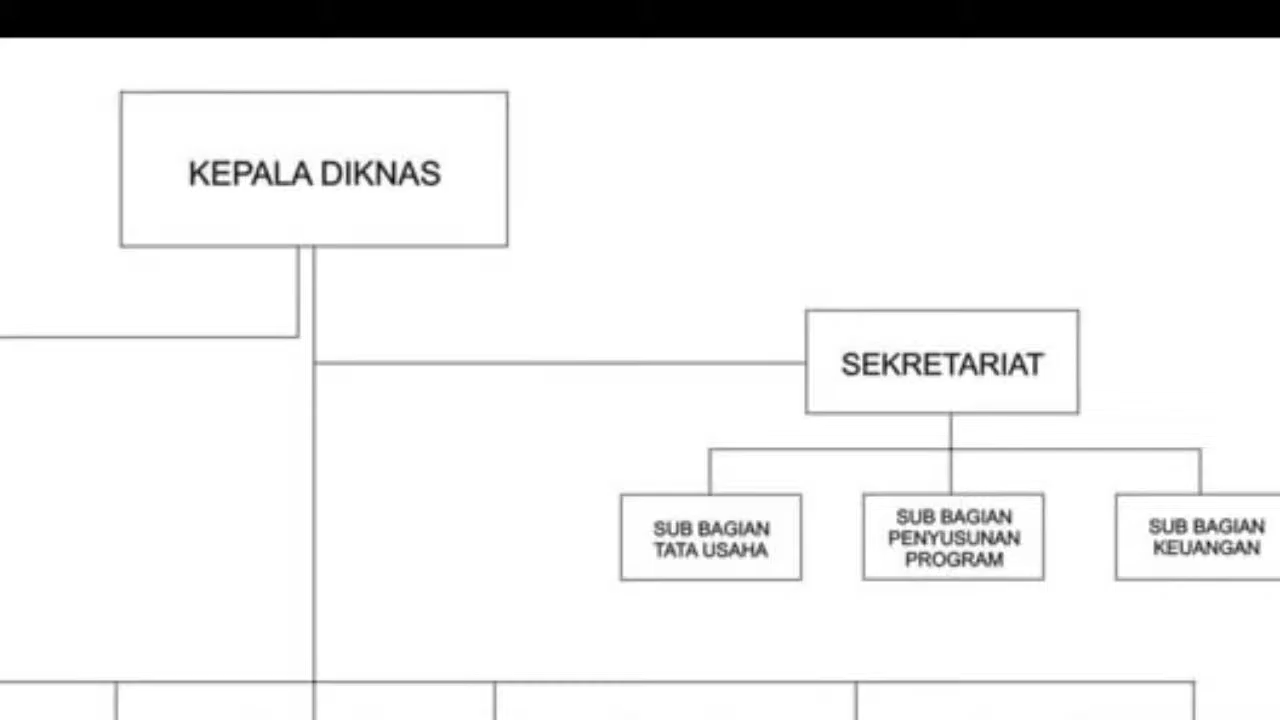 KEPALA DIKNAS
SEKRETARIAT
SUB BAGIAN
TATA USAHA
SUB BAGIAN
PENYUSUNAN
PROGRAM
SUB BAGIAN
KEUANGAN